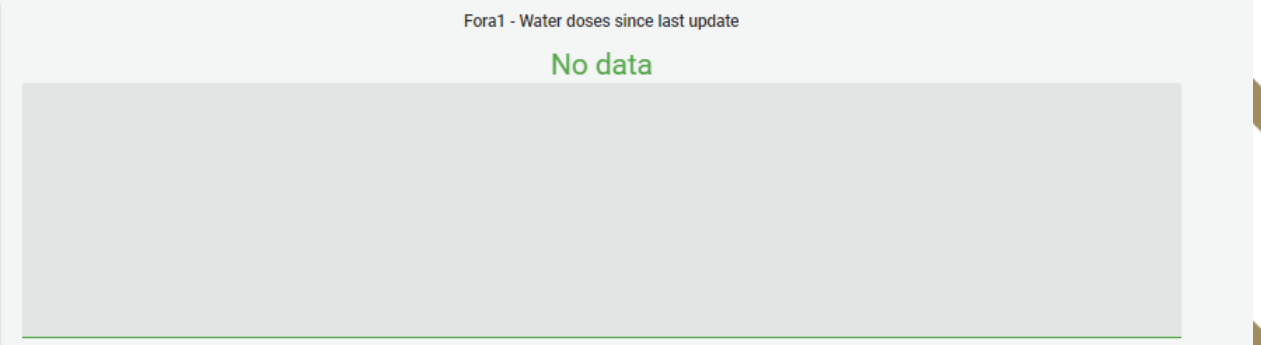 Fora1 - Water doses since last update
No data